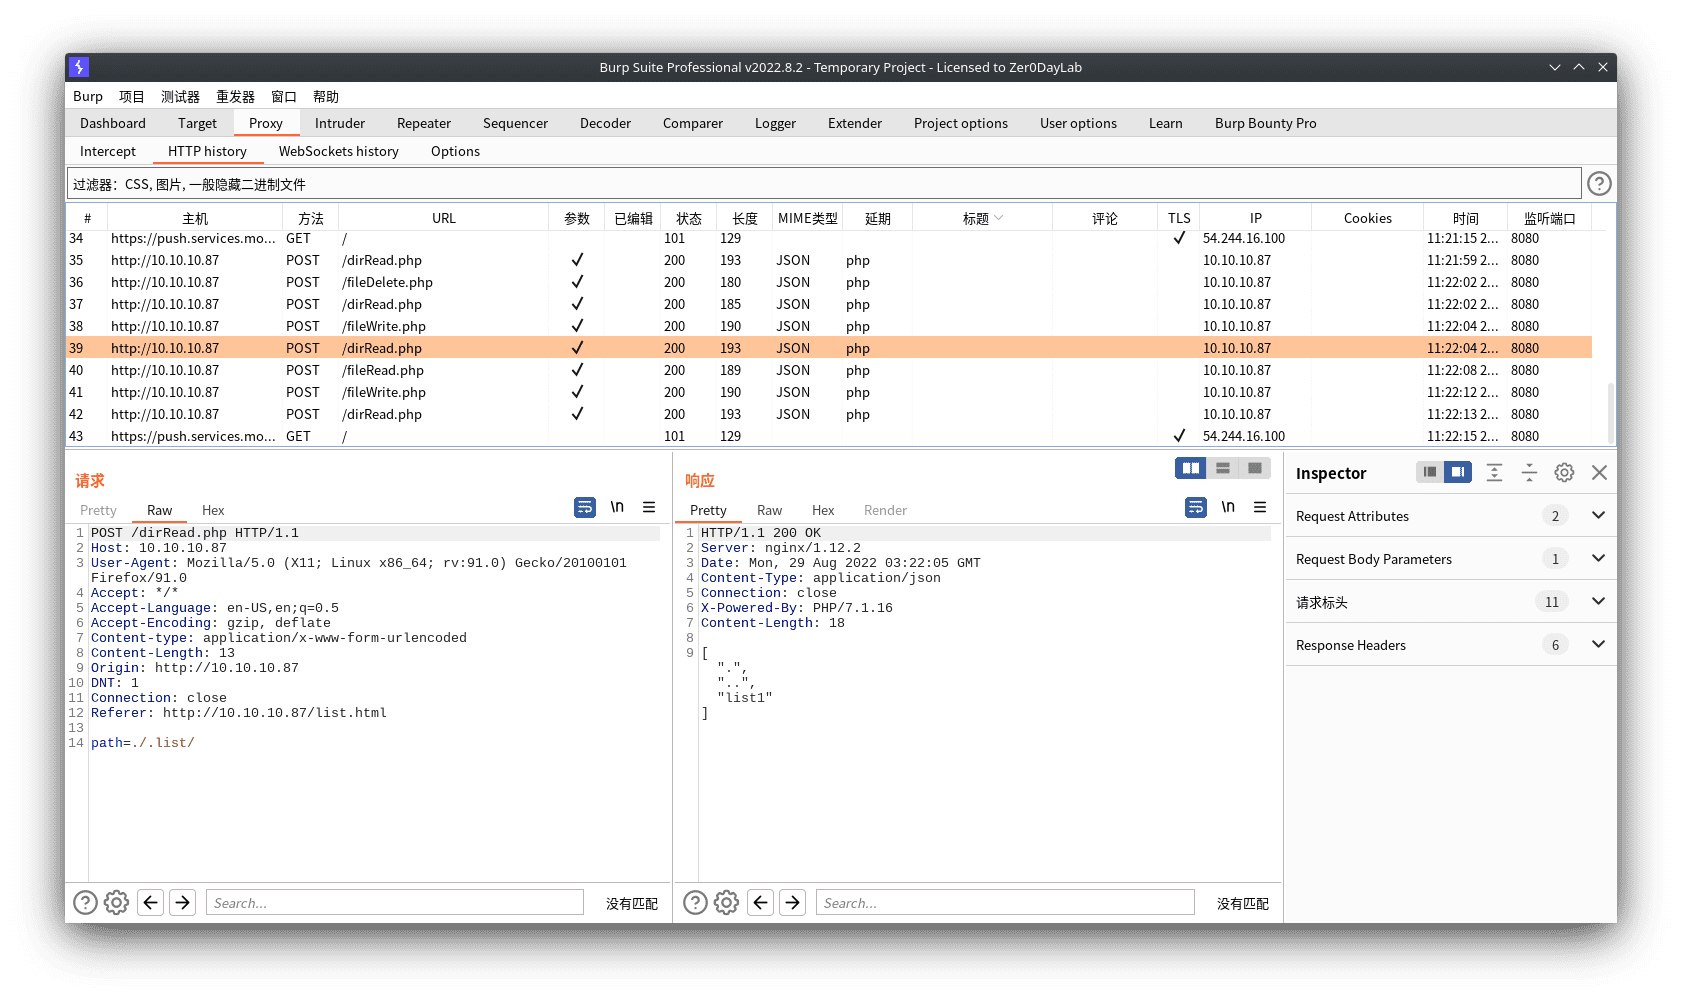 Burp Suite Professional v2022.8.2 - Temporary Project - Licensed to Zer0DayLab
Burp 项目 测试器 重发器 窗口 帮助
Dashboard Target Proxy Intruder Repeater Sequencer Decoder Comparer Logger Extender Project options User options Learn Burp Bounty Pro
Intercept HTTP history WebSockets history Options
过滤器：CSS, 图片, 一般隐藏二进制文件
# 主机 方法 URL 参数 已编辑 状态 长度 MIME类型 延期 标题 评论 TLS IP Cookies 时间 监听端口
34 https://push.services.mo... GET / 101 129 ✓ 54.244.16.100 11:21:15 2... 8080
35 http://10.10.10.87 POST /dirRead.php ✓ 200 193 JSON php 10.10.10.87 11:21:59 2... 8080
36 http://10.10.10.87 POST /fileDelete.php ✓ 200 180 JSON php 10.10.10.87 11:22:02 2... 8080
37 http://10.10.10.87 POST /dirRead.php ✓ 200 185 JSON php 10.10.10.87 11:22:02 2... 8080
38 http://10.10.10.87 POST /fileWrite.php ✓ 200 190 JSON php 10.10.10.87 11:22:04 2... 8080
39 http://10.10.10.87 POST /dirRead.php ✓ 200 193 JSON php 10.10.10.87 11:22:04 2... 8080
40 http://10.10.10.87 POST /fileRead.php ✓ 200 189 JSON php 10.10.10.87 11:22:08 2... 8080
41 http://10.10.10.87 POST /fileWrite.php ✓ 200 190 JSON php 10.10.10.87 11:22:12 2... 8080
42 http://10.10.10.87 POST /dirRead.php ✓ 200 193 JSON php 10.10.10.87 11:22:13 2... 8080
43 https://push.services.mo... GET / 101 129 ✓ 54.244.16.100 11:22:15 2... 8080
请求
Pretty Raw Hex \n
1 POST /dirRead.php HTTP/1.1
2 Host: 10.10.10.87
3 User-Agent: Mozilla/5.0 (X11; Linux x86_64; rv:91.0) Gecko/20100101
Firefox/91.0
4 Accept: */*
5 Accept-Language: en-US,en;q=0.5
6 Accept-Encoding: gzip, deflate
7 Content-type: application/x-www-form-urlencoded
8 Content-Length: 13
9 Origin: http://10.10.10.87
10 DNT: 1
11 Connection: close
12 Referer: http://10.10.10.87/list.html
13
14 path=./.list/
Search... 没有匹配
响应
Pretty Raw Hex Render \n
1 HTTP/1.1 200 OK
2 Server: nginx/1.12.2
3 Date: Mon, 29 Aug 2022 03:22:05 GMT
4 Content-Type: application/json
5 Connection: close
6 X-Powered-By: PHP/7.1.16
7 Content-Length: 18
8
9 [
".",
"..",
"list1"
]
Search... 没有匹配
Inspector
Request Attributes 2
Request Body Parameters 1
请求标头 11
Response Headers 6